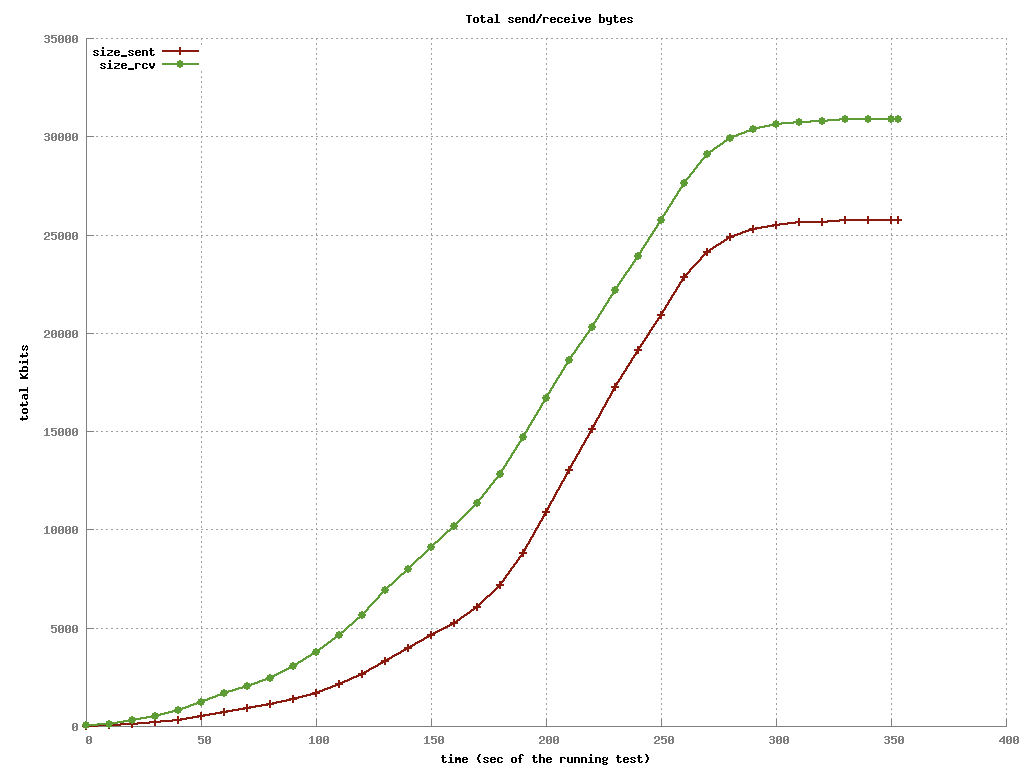 Total send/receive bytes
size_sent
size_rcv
35000
30000
25000
20000
15000
10000
5000
0
total Kbits
0 50 100 150 200 250 300 350 400
time (sec of the running test)